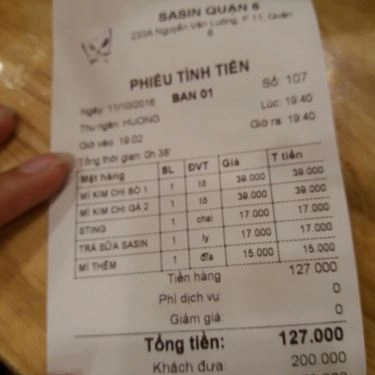 SASIN QUAN 6
233A Nguyễn Văn Luông, P 11, Quận
6
PHIẾU TÍNH TIỀN
Số: 107
Ngày: 11/10/2016 BAN 01
Lúc: 19:40
Thu ngân: HUONG
Giờ vào: 19:02 Giờ ra: 19:40
Tổng thời gian: 0h 38'
Mặt hàng SL ĐVT Giá T tiền
MÌ KIM CHI BÒ 1 1 tô 39.000 39.000
MÌ KIM CHI GÀ 2 1 tô 39.000 39.000
STING 1 chai 17.000 17.000
TRÀ SỮA SASIN 1 ly 17.000 17.000
MÌ THÊM 1 đĩa 15.000 15.000
Tiền hàng 127.000
Phí dịch vụ: 0
Giảm giá: 0
Tổng tiền: 127.000
Khách đưa: 200.000